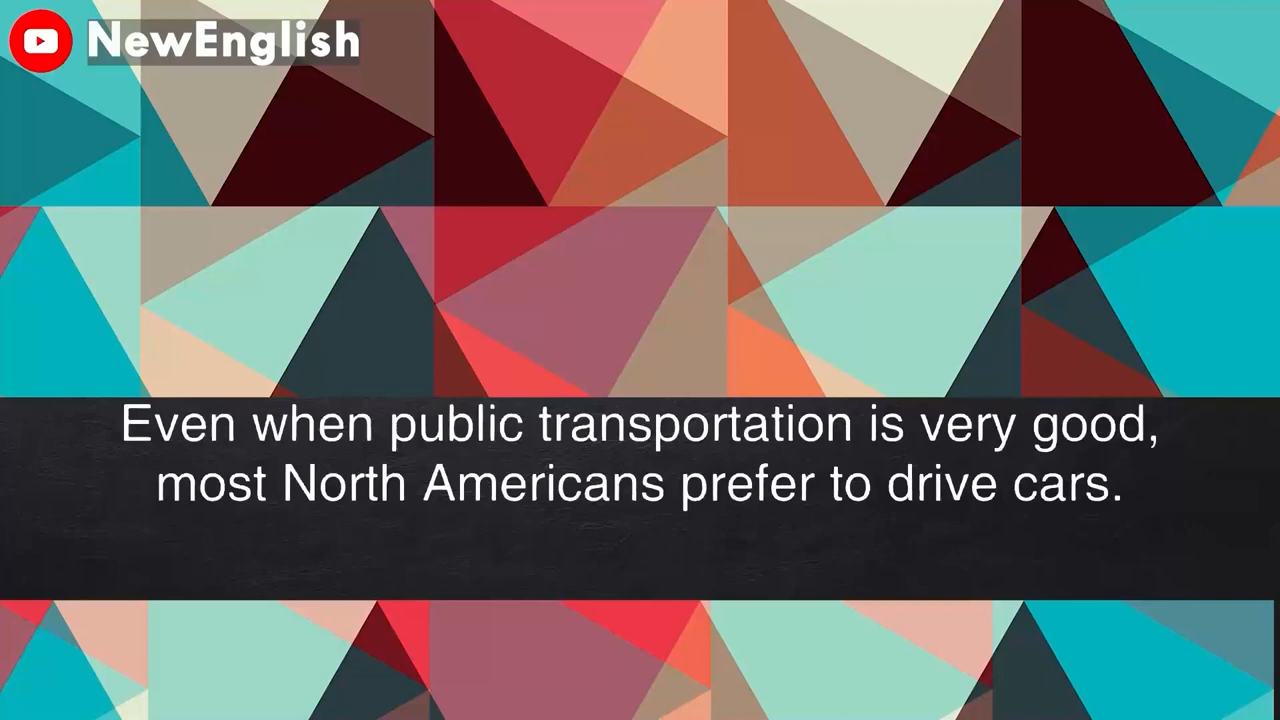 NewEnglish
Even when public transportation is very good,
most North Americans prefer to drive cars.